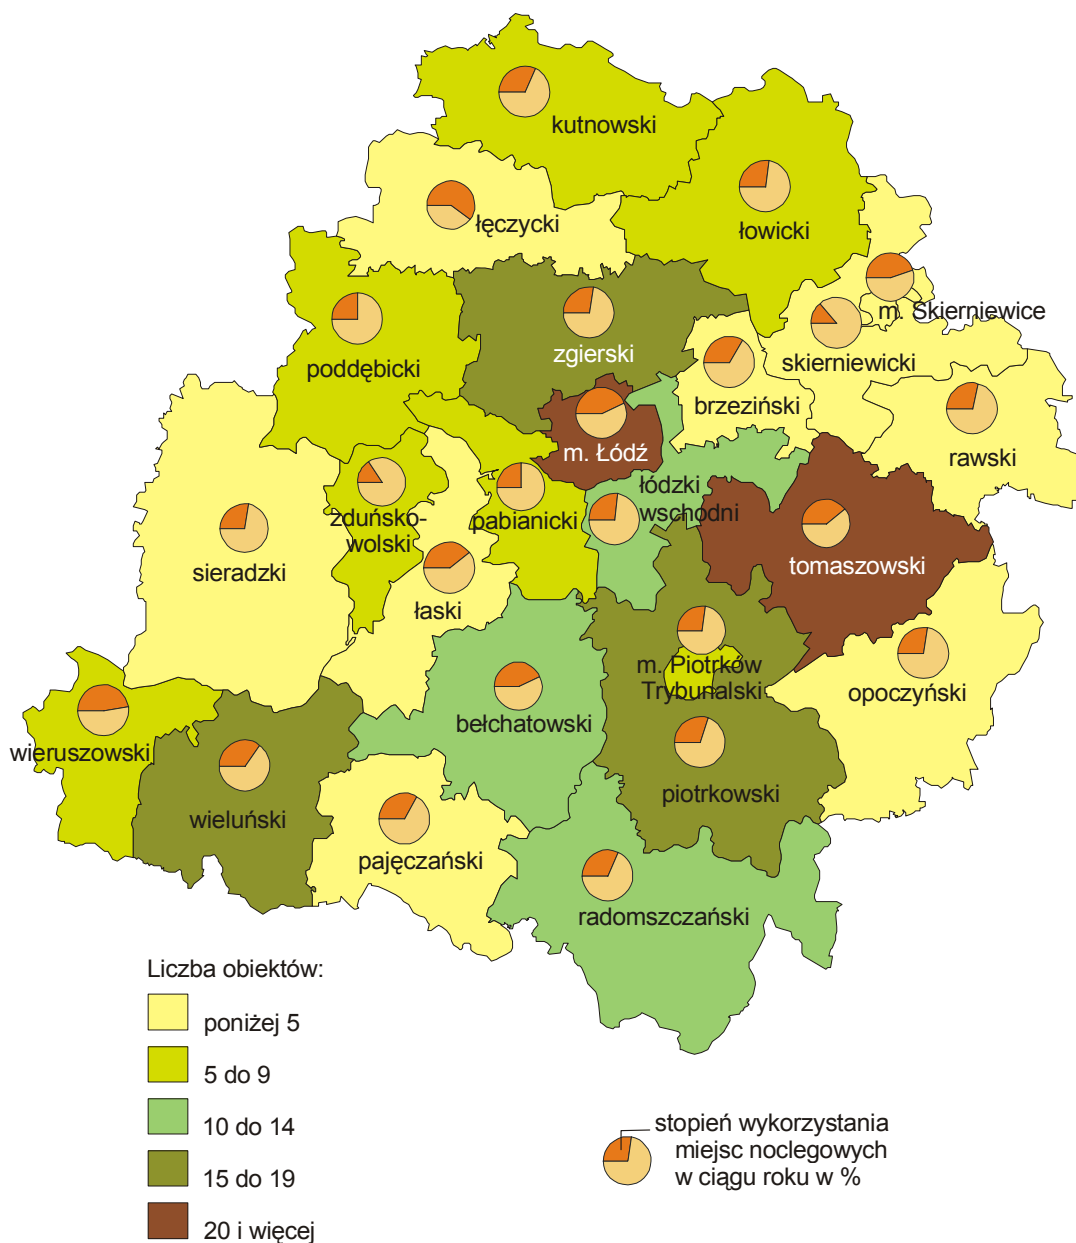 kutnowski
łęczycki
łowicki
m. Skierniewice
skierniewicki
zgierski
poddębicki
brzeziński
rawski
m. Łódź
łódzki
wschodni
pabianicki
zduńsko-
wolski
sieradzki
łaski
tomaszowski
m. Piotrków
Trybunalski
opoczyński
bełchatowski
wieruszowski
wieluński
piotrkowski
pajęczański
radomszczański
Liczba obiektów:
poniżej 5
5 do 9
10 do 14
15 do 19
20 i więcej
stopień wykorzystania
miejsc noclegowych
w ciągu roku w %